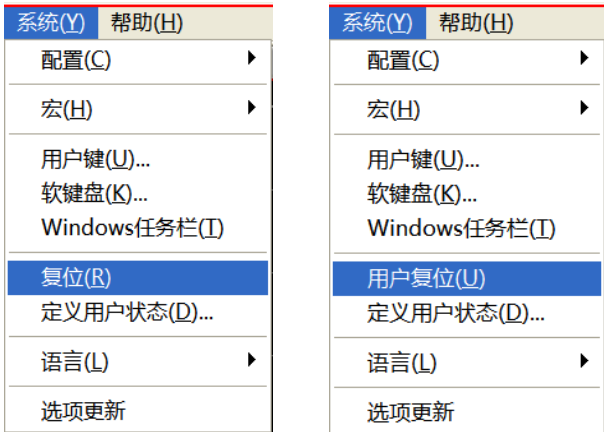 系统(Y) 帮助(H)
配置(C)
宏(H)
用户键(U)...
软键盘(K)...
Windows任务栏(T)
复位(R)
定义用户状态(D)...
语言(L)
选项更新
系统(Y) 帮助(H)
配置(C)
宏(H)
用户键(U)...
软键盘(K)...
Windows任务栏(T)
用户复位(U)
定义用户状态(D)...
语言(L)
选项更新